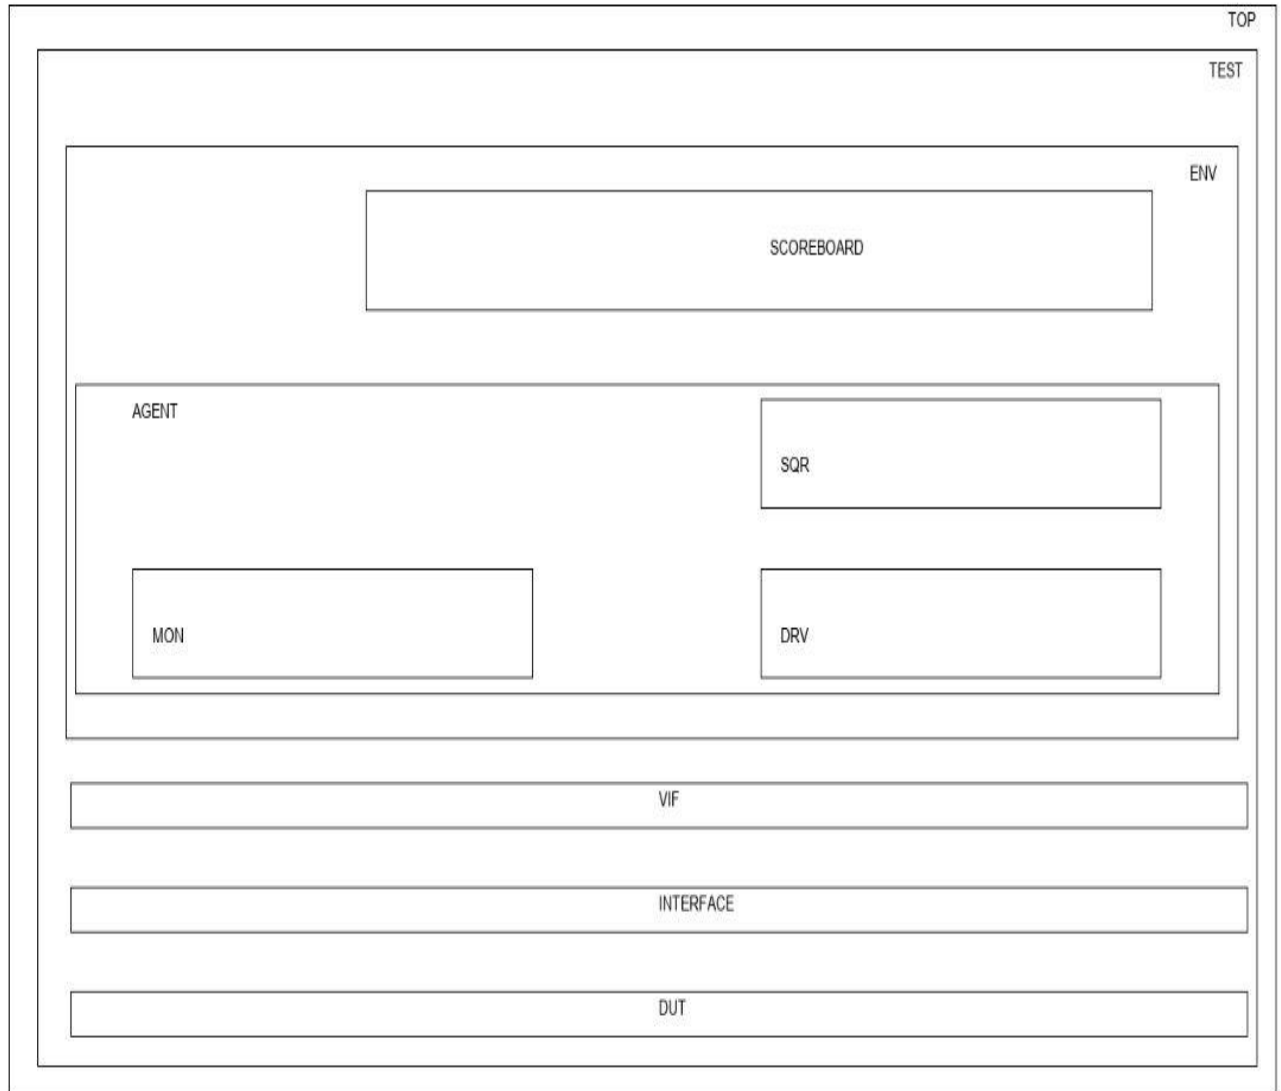 TOP
TEST
ENV
SCOREBOARD
AGENT
SQR
MON
DRV
VIF
INTERFACE
DUT